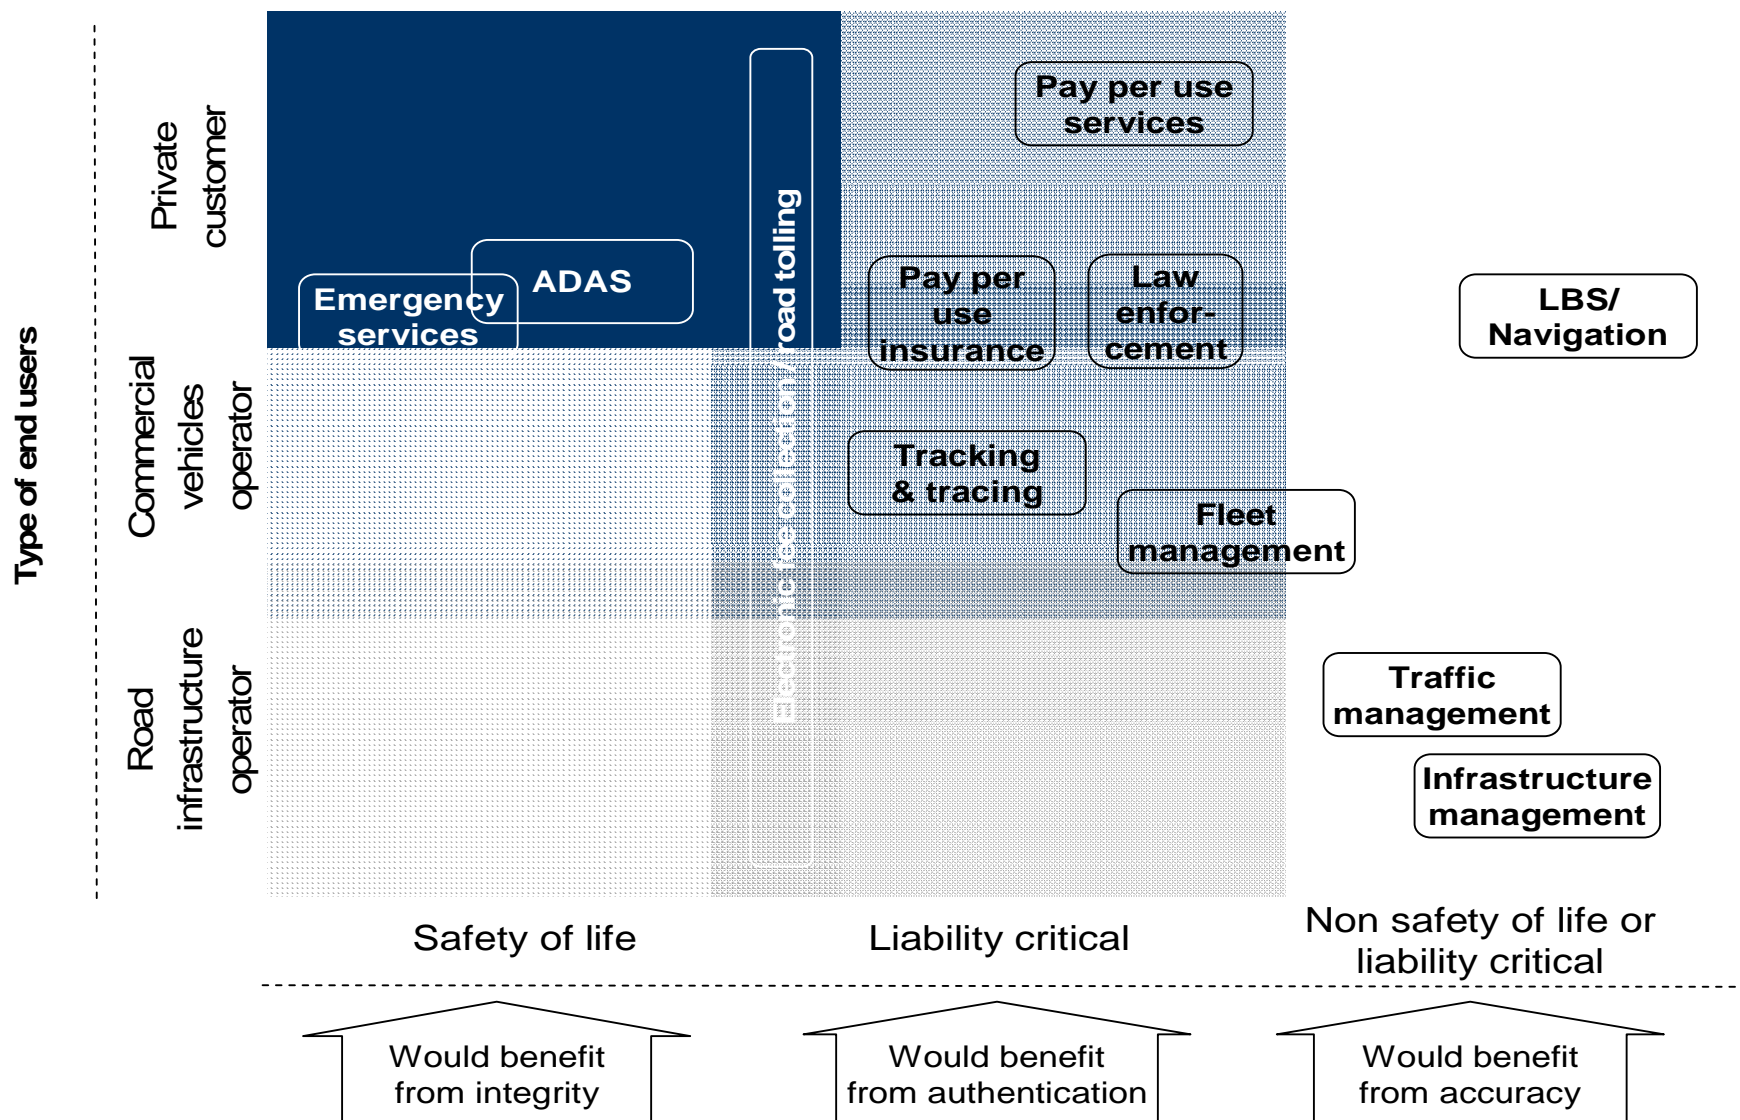 Type of end users
Private
customer
Commercial
vehicles
operator
Road
infrastructure
operator
Pay per use
services
ADAS
Emergency
services
Electronic fee collection / road tolling
Pay per
use
insurance
Law
enfor-
cement
LBS/
Navigation
Tracking
& tracing
Fleet
management
Traffic
management
Infrastructure
management
Safety of life
Liability critical
Non safety of life or
liability critical
Would benefit
from integrity
Would benefit
from authentication
Would benefit
from accuracy